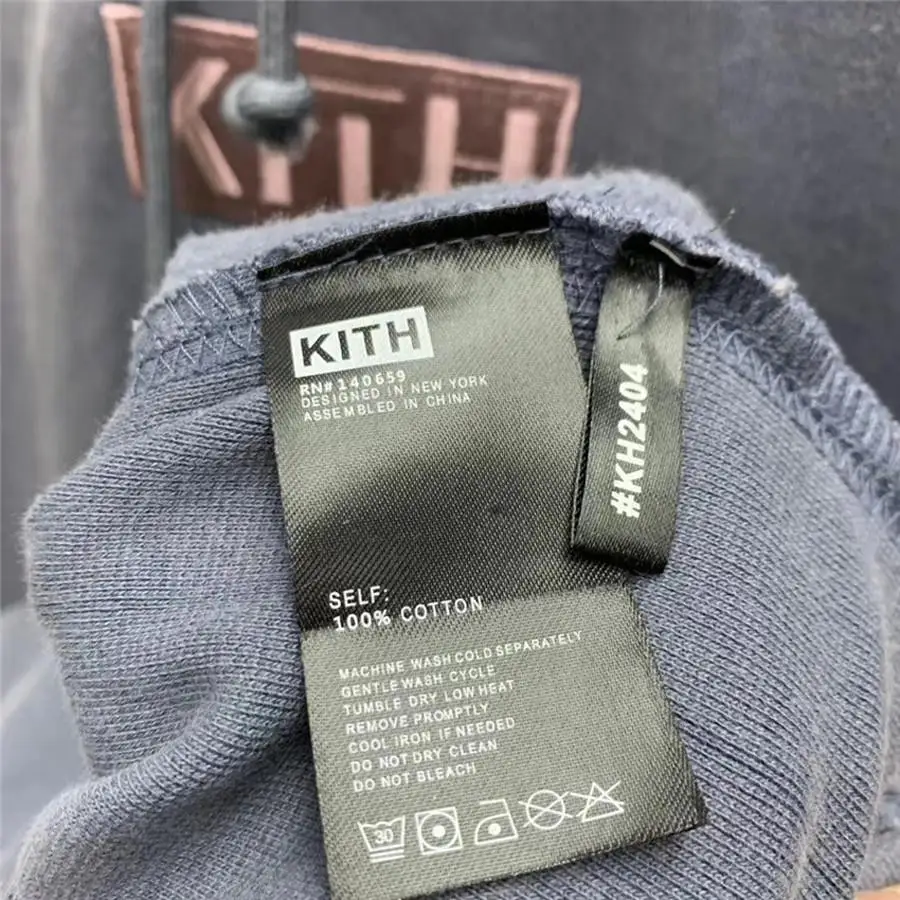 KITH
KITH
RN# 140659
DESIGNED IN NEW YORK
ASSEMBLED IN CHINA
#KH2404
SELF:
100% COTTON
MACHINE WASH COLD SEPARATELY
GENTLE WASH CYCLE
TUMBLE DRY LOW HEAT
REMOVE PROMPTLY
COOL IRON IF NEEDED
DO NOT DRY CLEAN
DO NOT BLEACH
30